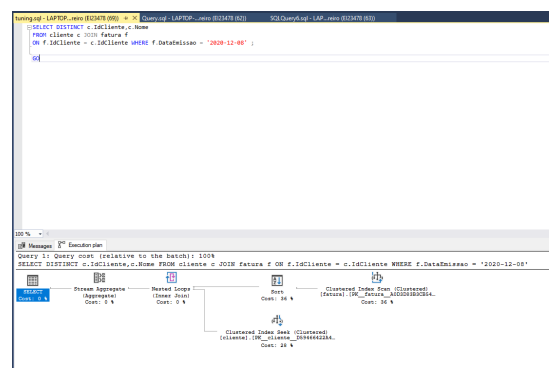 tuning.sql - LAPTOP...reiro (EI23478 (69)) Query.sql - LAPTOP-...reiro (EI23478 (62)) SQLQuery6.sql - LAP...reiro (EI23478 (63))
SELECT DISTINCT c.IdCliente,c.Nome
FROM cliente c JOIN fatura f
ON f.IdCliente = c.IdCliente WHERE f.DataEmissao = '2020-12-08' ;
GO
100 %
Messages Execution plan
Query 1: Query cost (relative to the batch): 100%
SELECT DISTINCT c.IdCliente,c.Nome FROM cliente c JOIN fatura f ON f.IdCliente = c.IdCliente WHERE f.DataEmissao = '2020-12-08'
SELECT
Cost: 0 %
Stream Aggregate
(Aggregate)
Cost: 0 %
Nested Loops
(Inner Join)
Cost: 0 %
Sort
Cost: 36 %
Clustered Index Scan (Clustered)
Cost: 36 %
Clustered Index Seek (Clustered)
Cost: 28 %